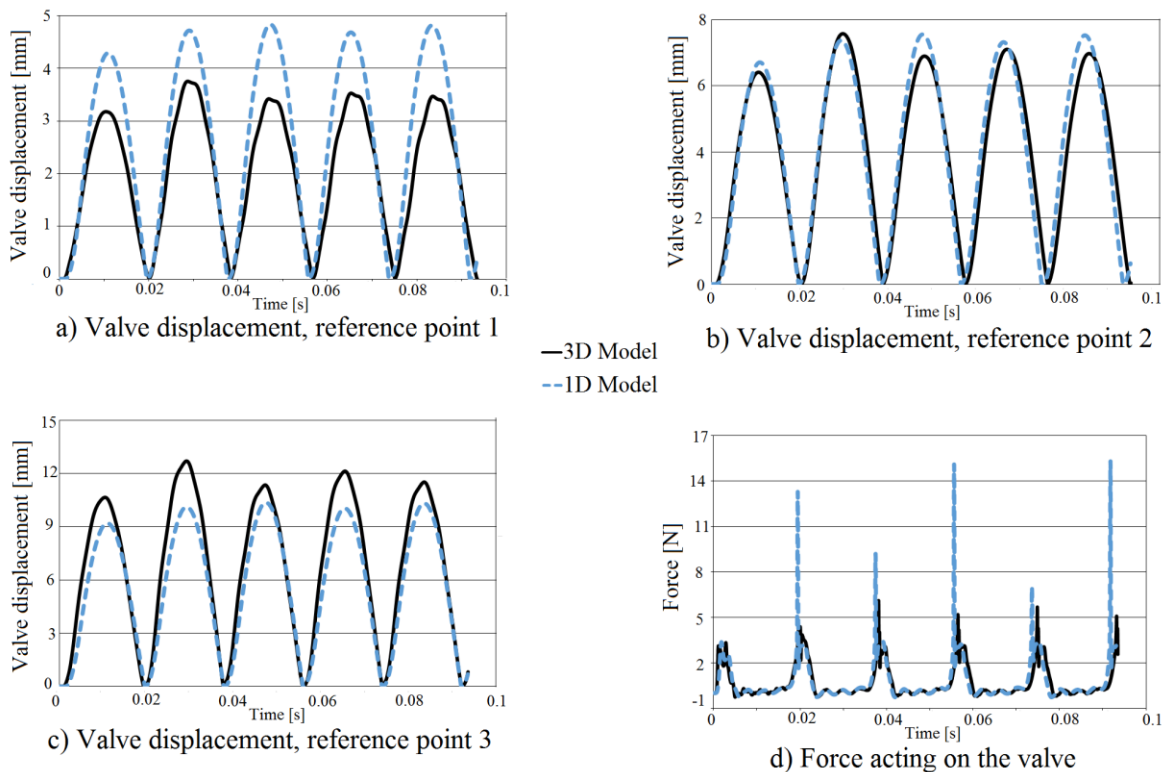 Valve displacement [mm]
5
4
3
2
1
0
0 0.02 0.04 0.06 0.08 0.1
Time [s]
a) Valve displacement, reference point 1
Valve displacement [mm]
8
6
4
2
0
0 0.02 0.04 0.06 0.08 0.1
Time [s]
b) Valve displacement, reference point 2
3D Model
1D Model
Valve displacement [mm]
15
12
9
6
3
0
0 0.02 0.04 0.06 0.08 0.1
Time [s]
c) Valve displacement, reference point 3
Force [N]
17
14
11
8
5
2
-1
0 0.02 0.04 0.06 0.08 0.1
Time [s]
d) Force acting on the valve